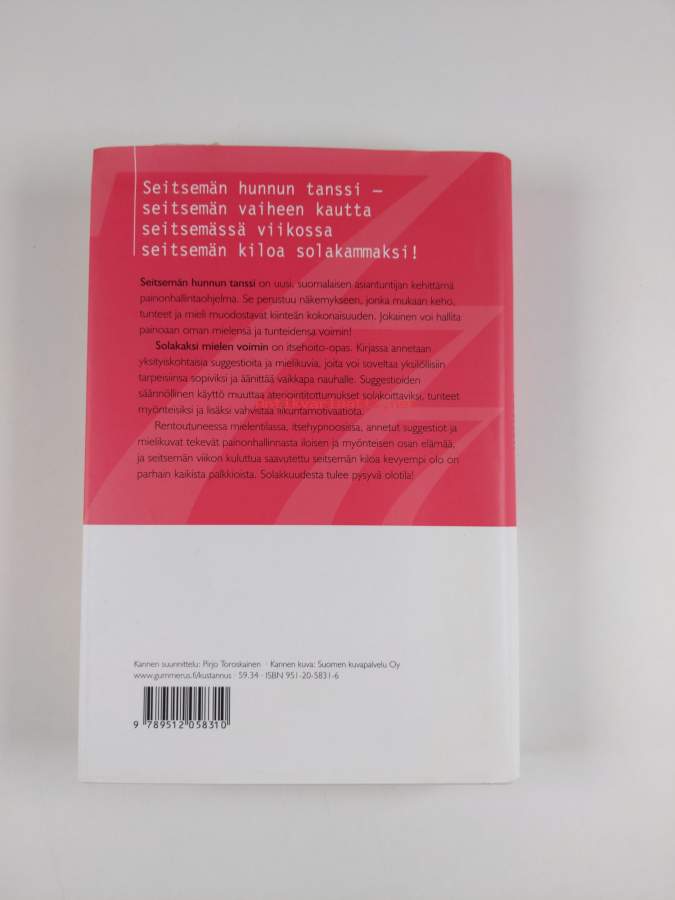 Seitsemän hunnun tanssi –
seitsemän vaiheen kautta
seitsemässä viikossa
seitsemän kiloa solakammaksi!
Seitsemän hunnun tanssi on uusi, suomalaisen asiantuntijan kehittämä
painonhallintaohjelma. Se perustuu näkemykseen, jonka mukaan keho,
tunteet ja mieli muodostavat kiinteän kokonaisuuden. Jokainen voi hallita
painoaan oman mielensä ja tunteidensa voimin!
Solakaksi mielen voimin on itsehoito-opas. Kirjassa annetaan
yksityiskohtaisia suggestioita ja mielikuvia, joita voi soveltaa yksilöllisiin
tarpeisiinsa sopiviksi ja äänittää vaikkapa nauhalle. Suggestioiden
säännöllinen käyttö muuttaa ateriointitottumukset solakoittaviksi, tunteet
myönteisiksi ja lisäksi vahvistaa liikuntamotivaatiota.
Rentoutuneessa mielentilassa, itsehypnoosissa, annetut suggestiot ja
mielikuvat tekevät painonhallinnasta iloisen ja myönteisen osan elämää,
ja seitsemän viikon kuluttua saavutettu seitsemän kiloa kevyempi olo on
parhain kaikista palkkioista. Solakkuudesta tulee pysyvä olotila!
Kannen suunnittelu: Pirjo Toroskainen · Kannen kuva: Suomen kuvapalvelu Oy
www.gummerus.fi/kustannus · 59.34 · ISBN 951-20-5831-6
9 789512 058310